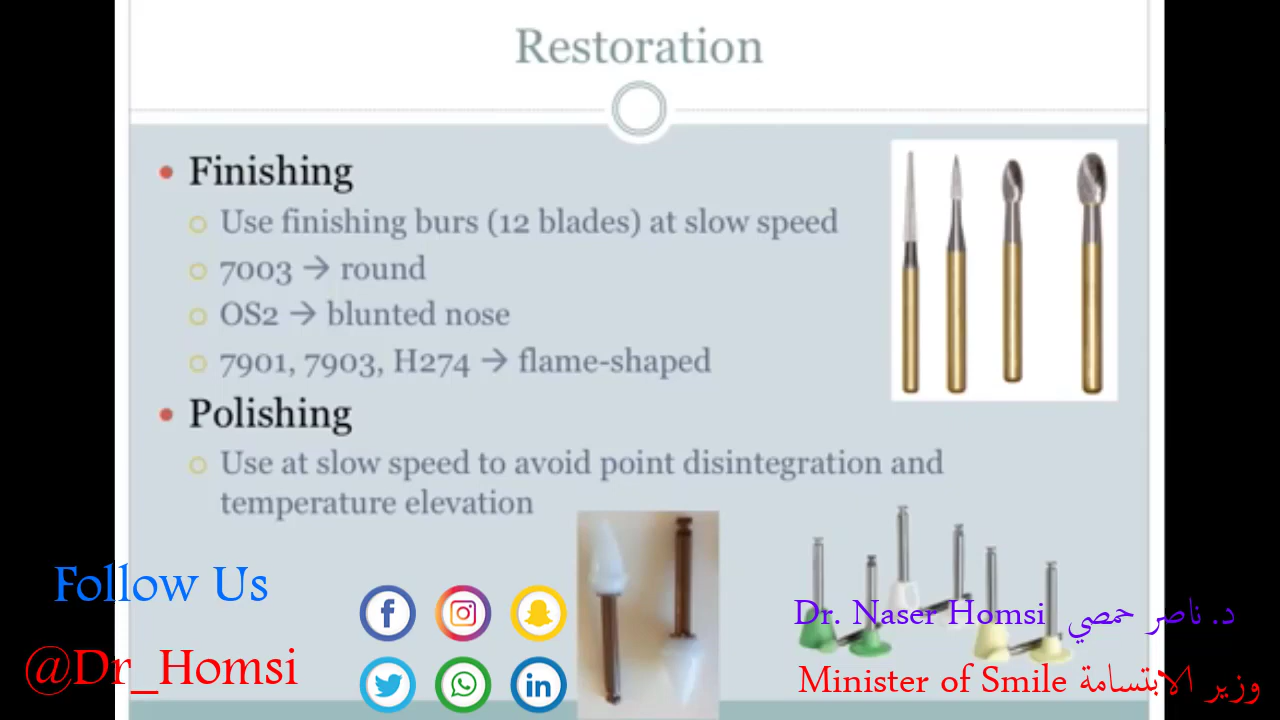 Restoration
Finishing
Use finishing burs (12 blades) at slow speed
7003 → round
OS2 → blunted nose
7901, 7903, H274 → flame-shaped
Polishing
Use at slow speed to avoid point disintegration and
temperature elevation
Follow Us
@Dr_Homsi
Dr. Naser Homsi د. ناصر حمصي
Minister of Smile وزير الابتسامة